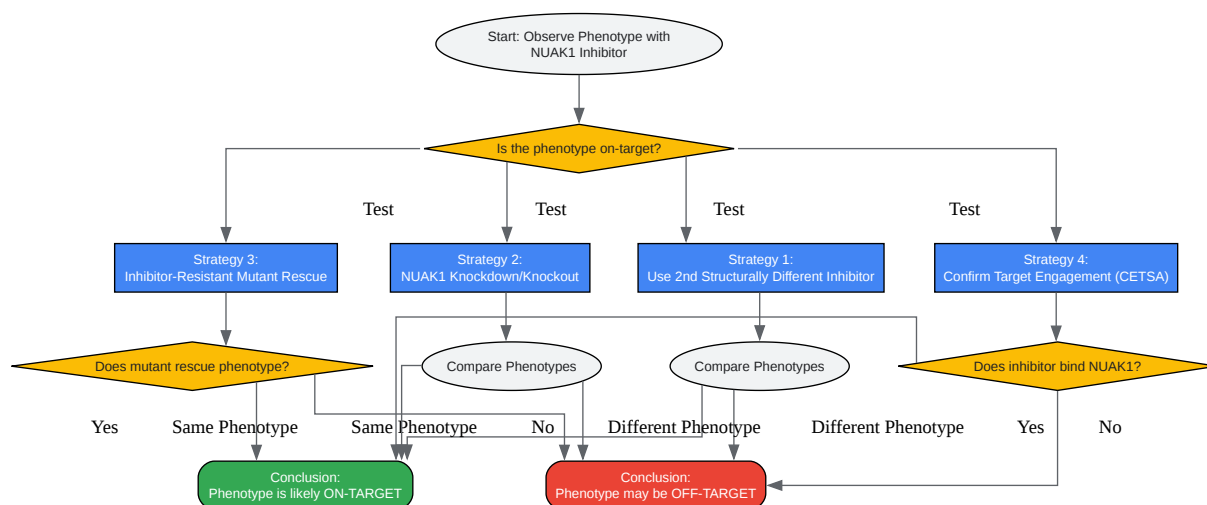 Start: Observe Phenotype with
NUAK1 Inhibitor
Is the phenotype on-target?
Test
Test
Test
Test
Strategy 3:
Inhibitor-Resistant Mutant Rescue
Strategy 2:
NUAK1 Knockdown/Knockout
Strategy 1:
Use 2nd Structurally Different Inhibitor
Strategy 4:
Confirm Target Engagement (CETSA)
Does mutant rescue phenotype?
Compare Phenotypes
Compare Phenotypes
Does inhibitor bind NUAK1?
Yes
Same Phenotype
Same Phenotype
No
Different Phenotype
Different Phenotype
Yes
No
Conclusion:
Phenotype is likely ON-TARGET
Conclusion:
Phenotype may be OFF-TARGET